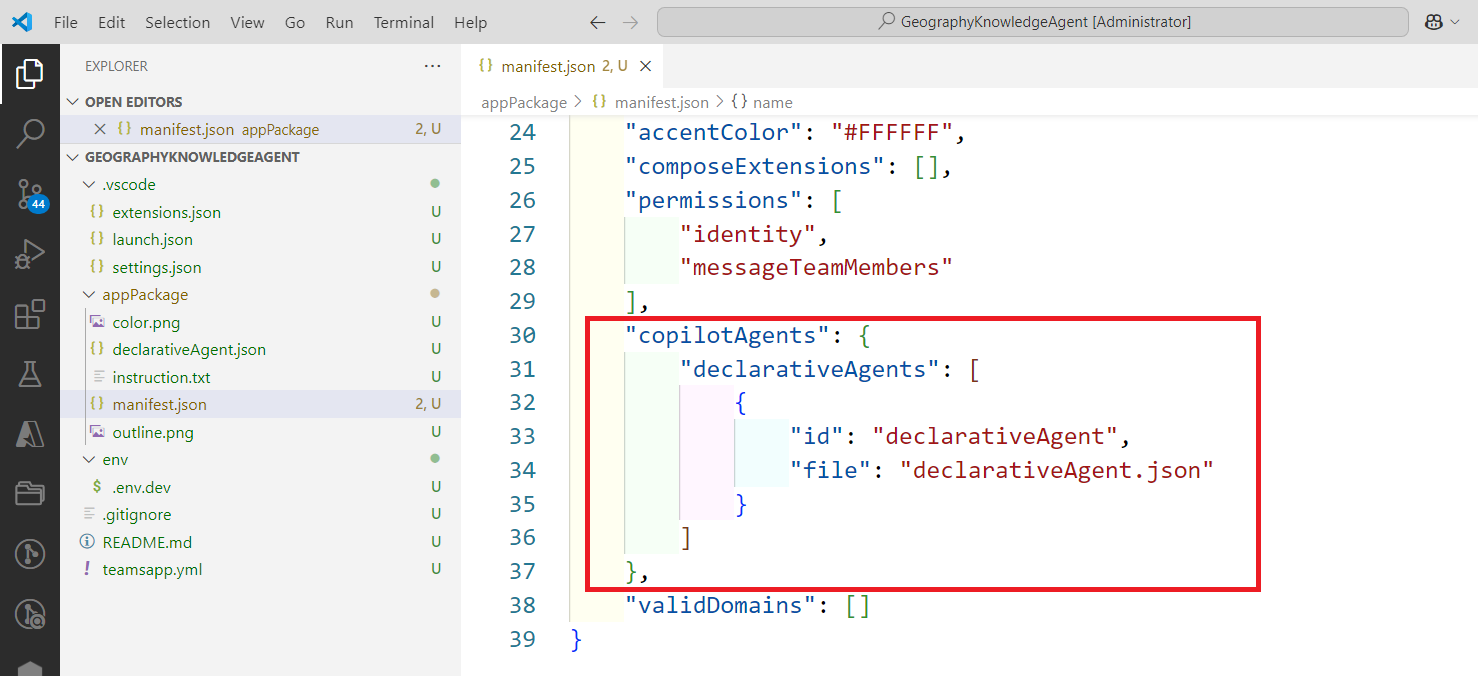 File Edit Selection View Go Run Terminal Help
GeographyKnowledgeAgent [Administrator]
EXPLORER ···
OPEN EDITORS
{} manifest.json appPackage 2, U
GEOGRAPHYKNOWLEDGEAGENT
.vscode
{} extensions.json U
{} launch.json U
{} settings.json U
appPackage
color.png U
{} declarativeAgent.json U
instruction.txt U
{} manifest.json 2, U
outline.png U
env
$ .env.dev U
.gitignore U
README.md U
! teamsapp.yml U
44
{} manifest.json 2, U
appPackage > {} manifest.json > {} name
24 "accentColor": "#FFFFFF",
25 "composeExtensions": [],
26 "permissions": [
27 "identity",
28 "messageTeamMembers"
29 ],
30 "copilotAgents": {
31 "declarativeAgents": [
32 {
33 "id": "declarativeAgent",
34 "file": "declarativeAgent.json"
35 }
36 ]
37 },
38 "validDomains": []
39 }